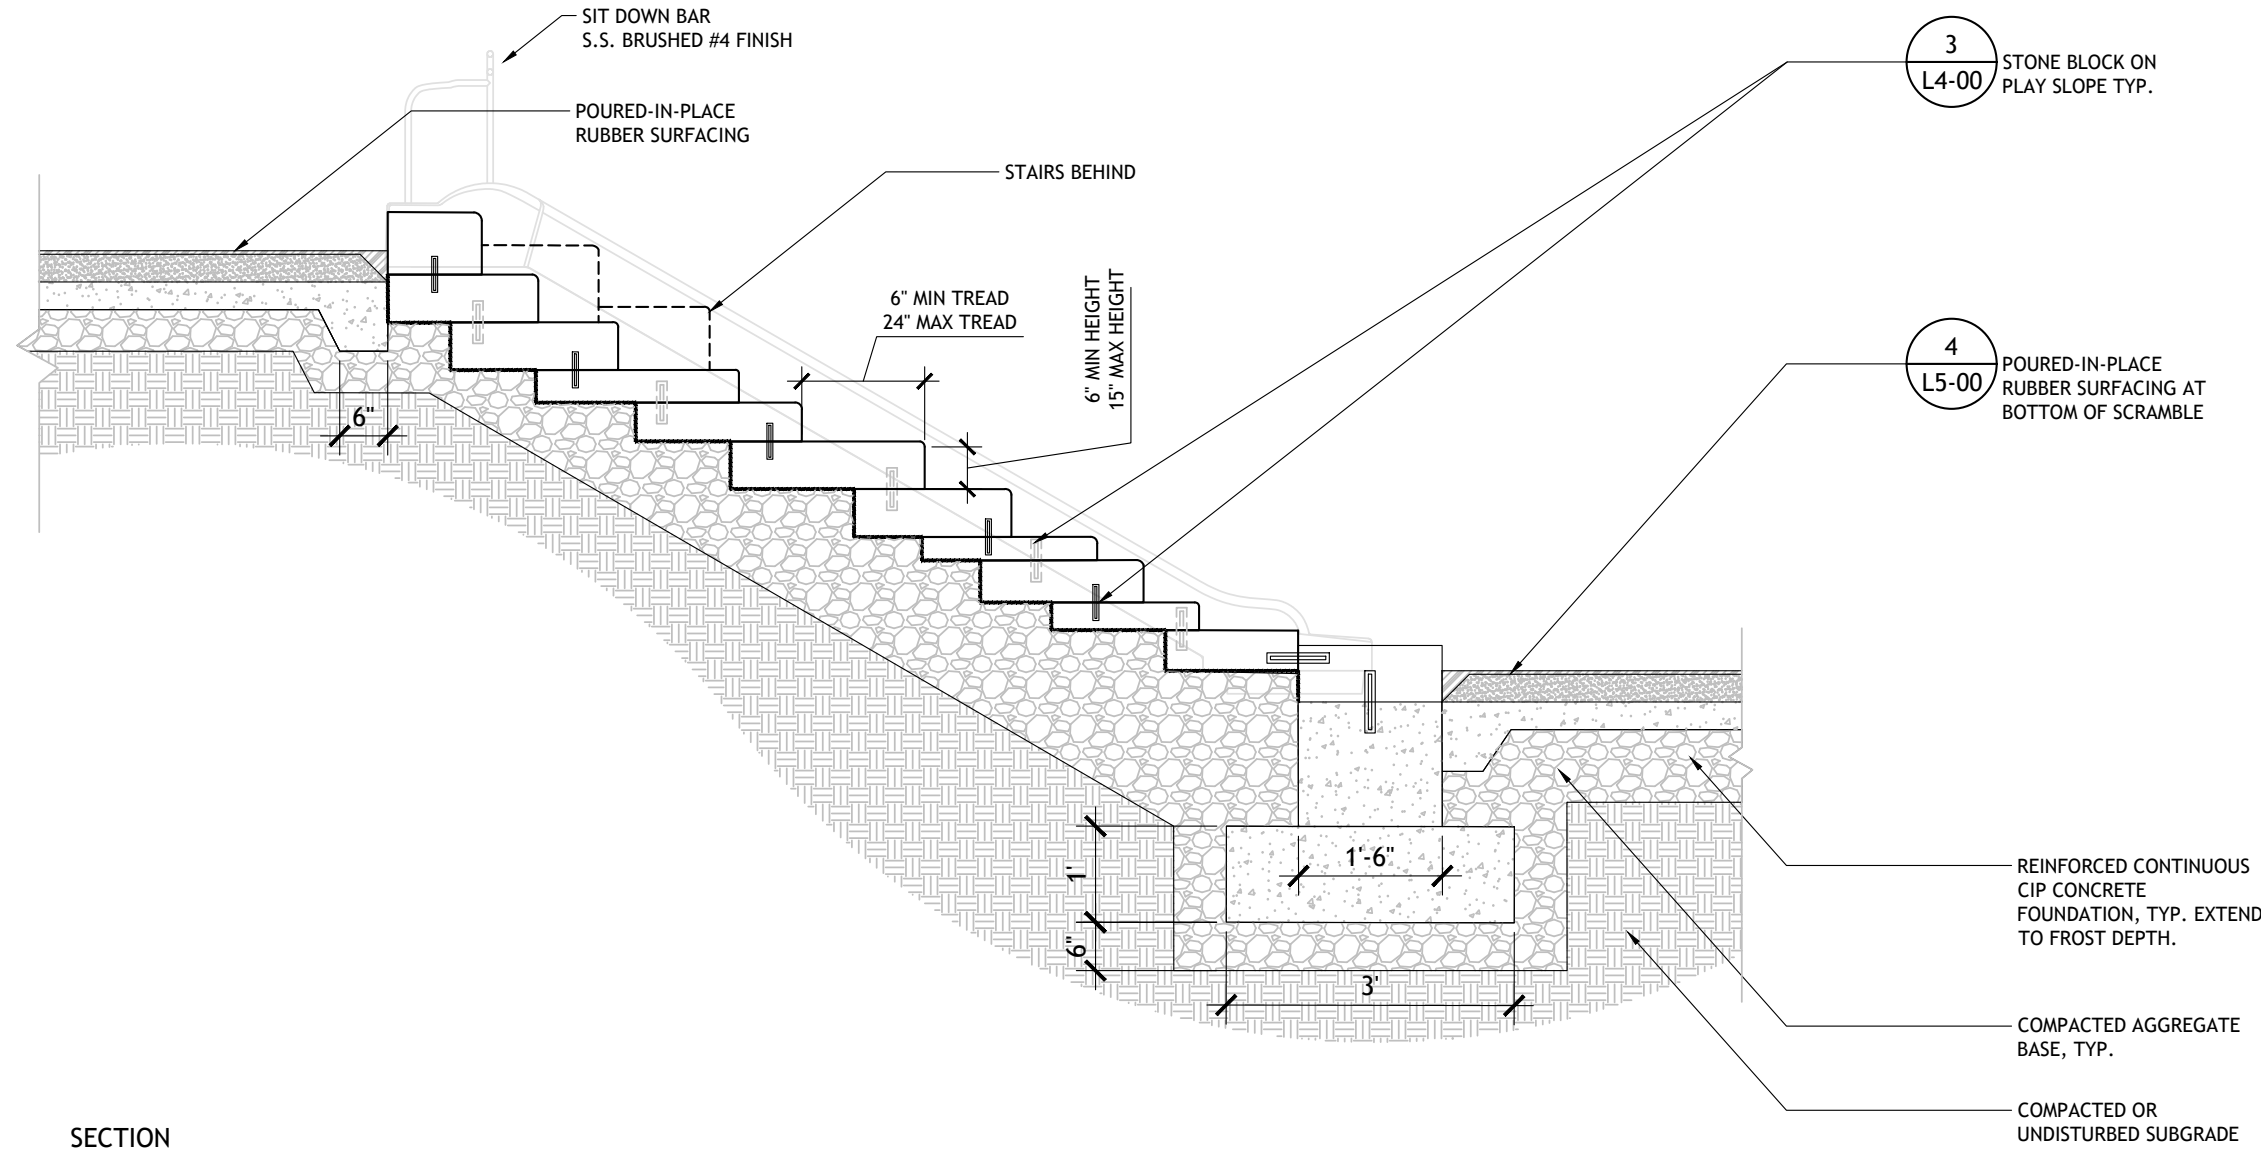 SIT DOWN BAR
S.S. BRUSHED #4 FINISH
POURED-IN-PLACE
RUBBER SURFACING
STAIRS BEHIND
3
L4-00
STONE BLOCK ON
PLAY SLOPE TYP.
6" MIN TREAD
24" MAX TREAD
6" MIN HEIGHT
15" MAX HEIGHT
4
L5-00
POURED-IN-PLACE
RUBBER SURFACING AT
BOTTOM OF SCRAMBLE
6"
1'-6"
1'
6"
3'
REINFORCED CONTINUOUS
CIP CONCRETE
FOUNDATION, TYP. EXTEND
TO FROST DEPTH.
COMPACTED AGGREGATE
BASE, TYP.
COMPACTED OR
UNDISTURBED SUBGRADE
SECTION